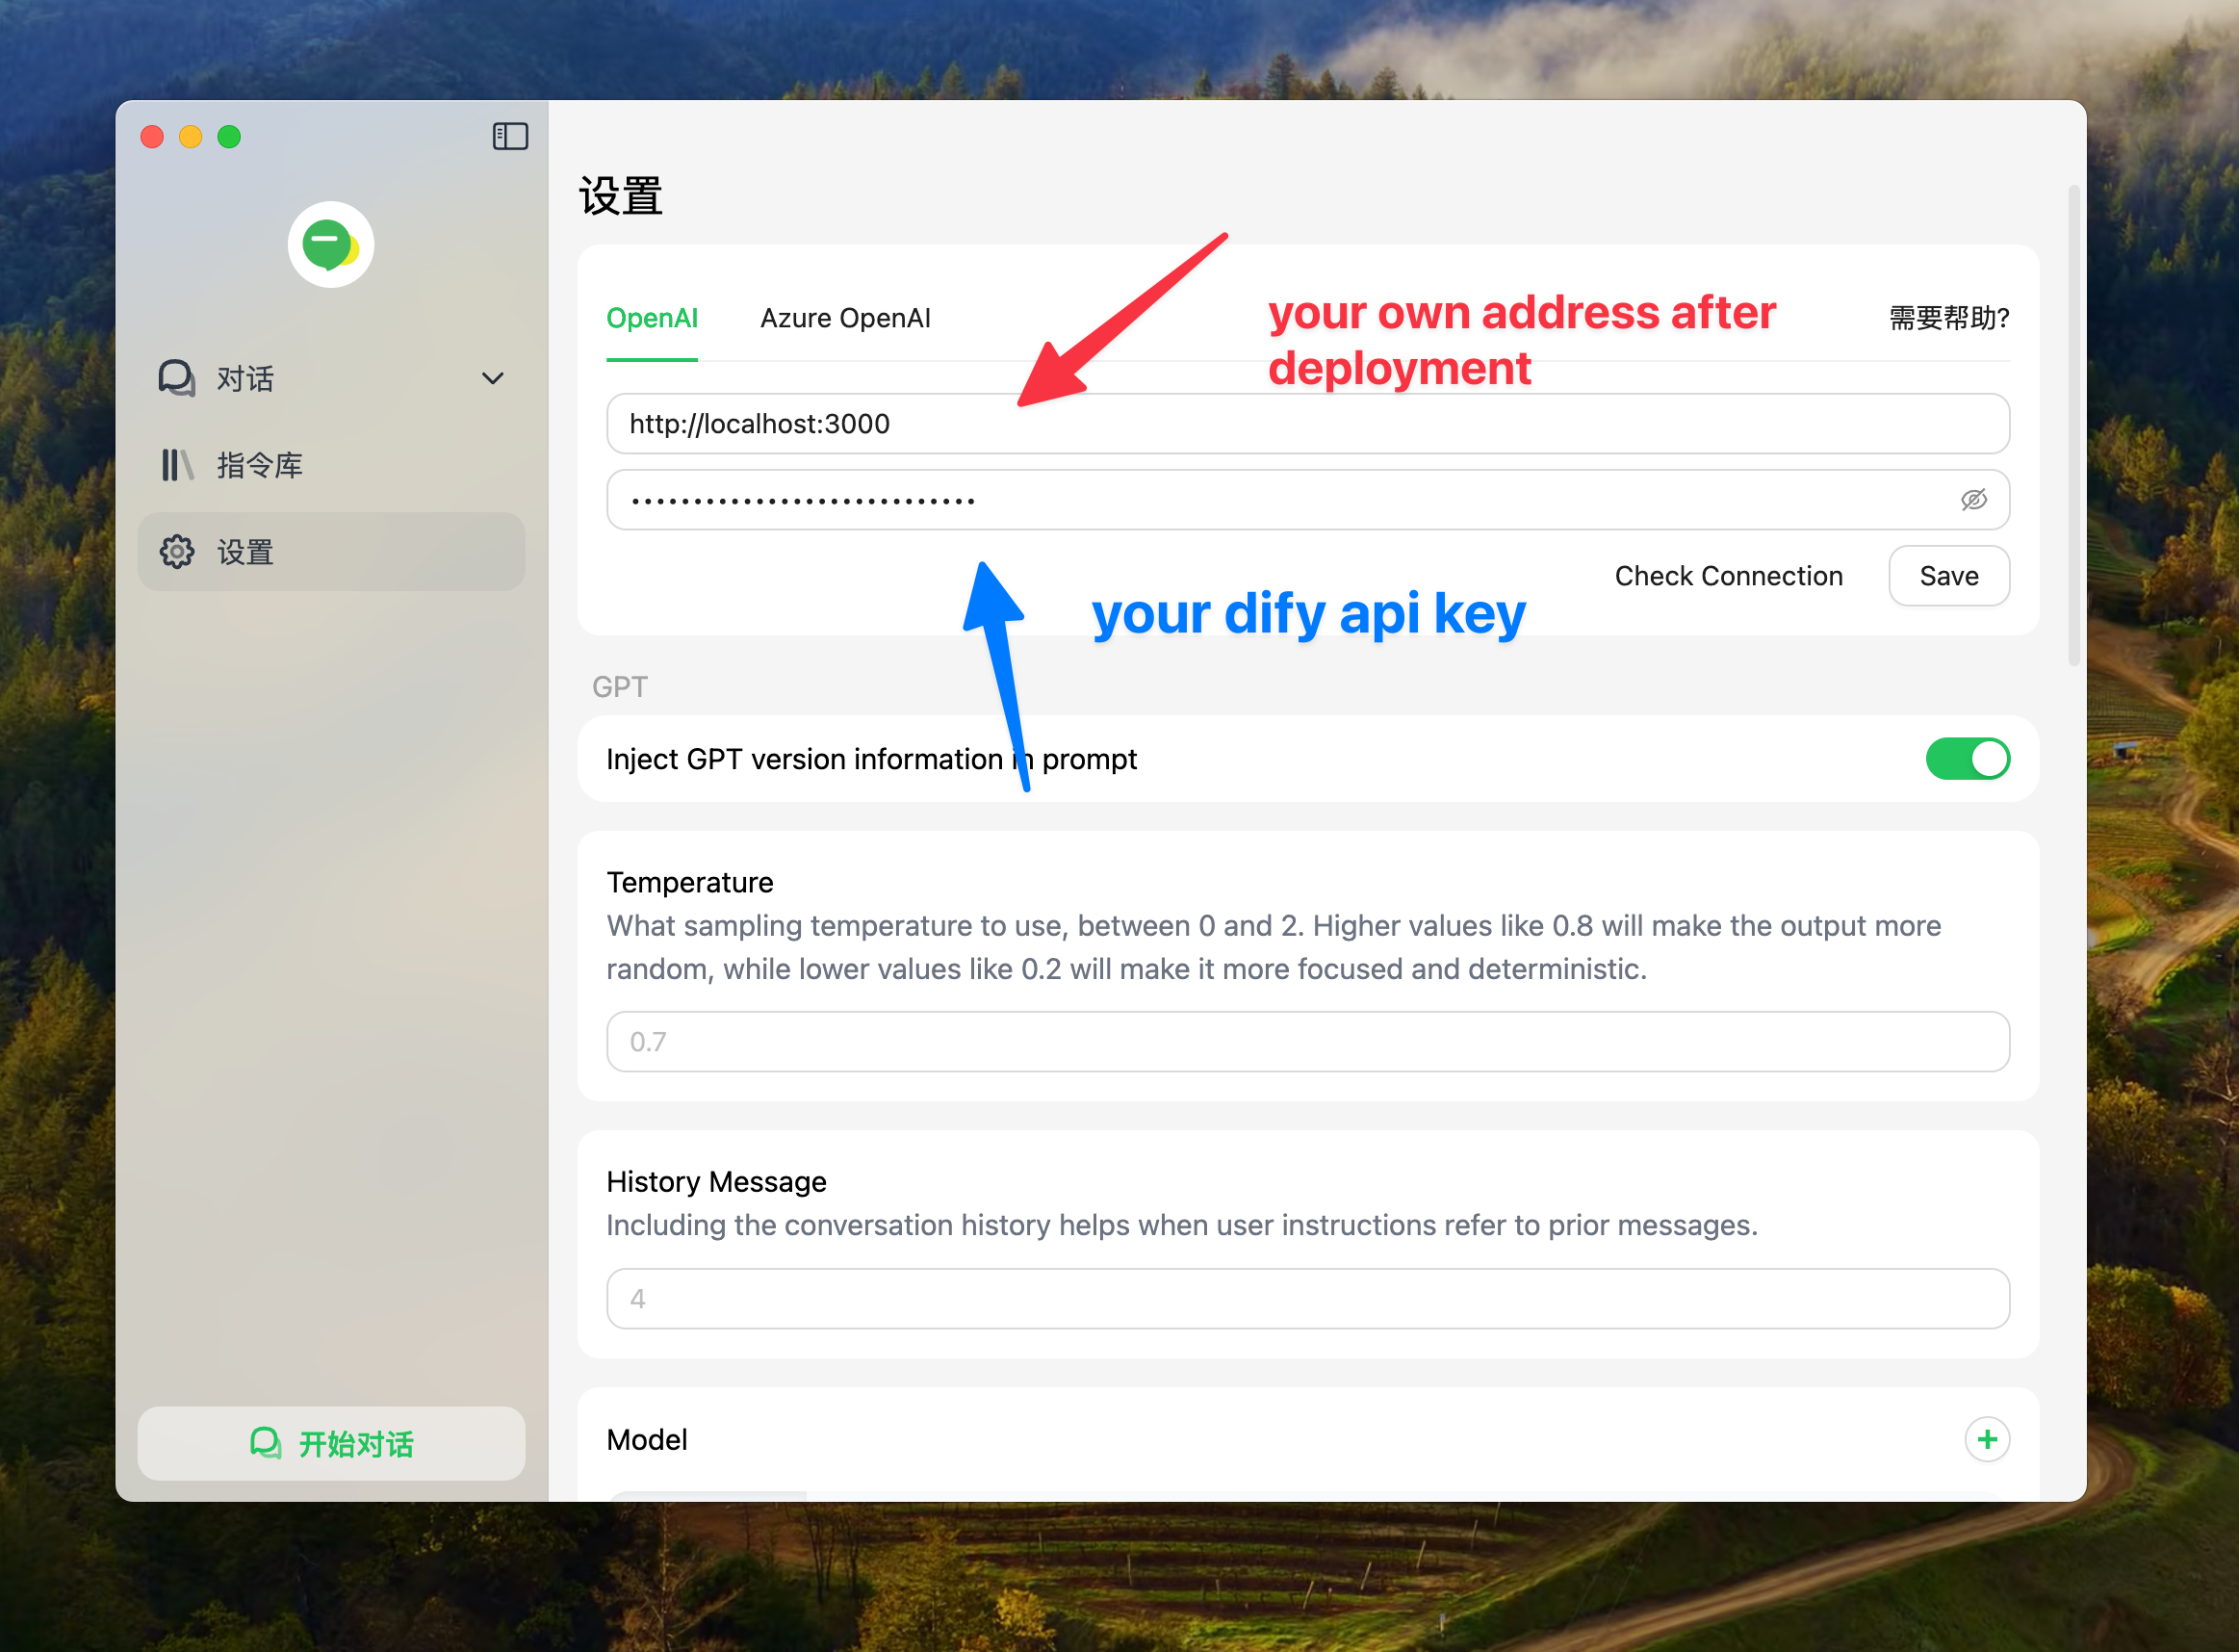 设置
对话
指令库
设置
开始对话
OpenAI
Azure OpenAI
需要帮助?
your own address after
deployment
http://localhost:3000
••••••••••••••••••••••••••••
Check Connection
Save
your dify api key
GPT
Inject GPT version information in prompt
Temperature
What sampling temperature to use, between 0 and 2. Higher values like 0.8 will make the output more
random, while lower values like 0.2 will make it more focused and deterministic.
0.7
History Message
Including the conversation history helps when user instructions refer to prior messages.
4
Model